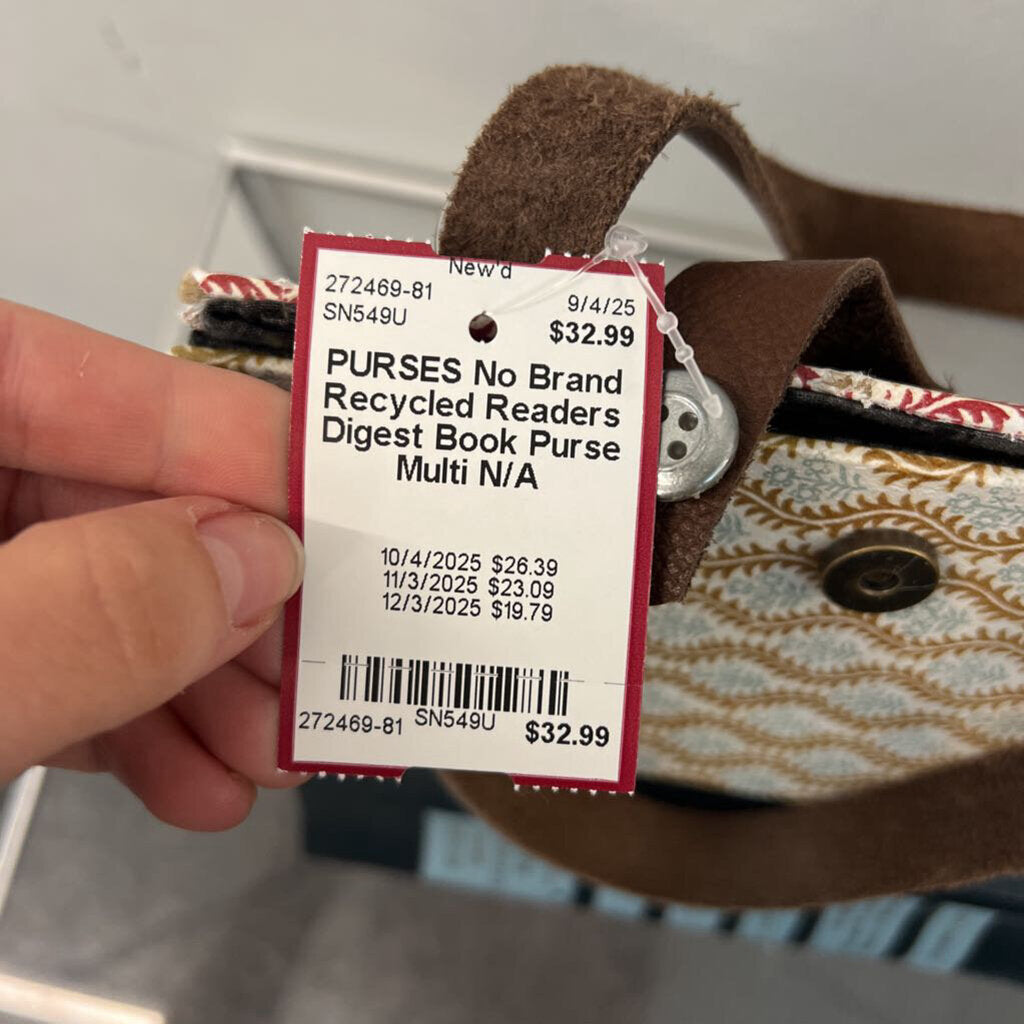 New'd
272469-81
9/4/25
SN549U
$32.99
PURSES No Brand
Recycled Readers
Digest Book Purse
Multi N/A
10/4/2025 $26.39
11/3/2025 $23.09
12/3/2025 $19.79
272469-81 SN549U $32.99